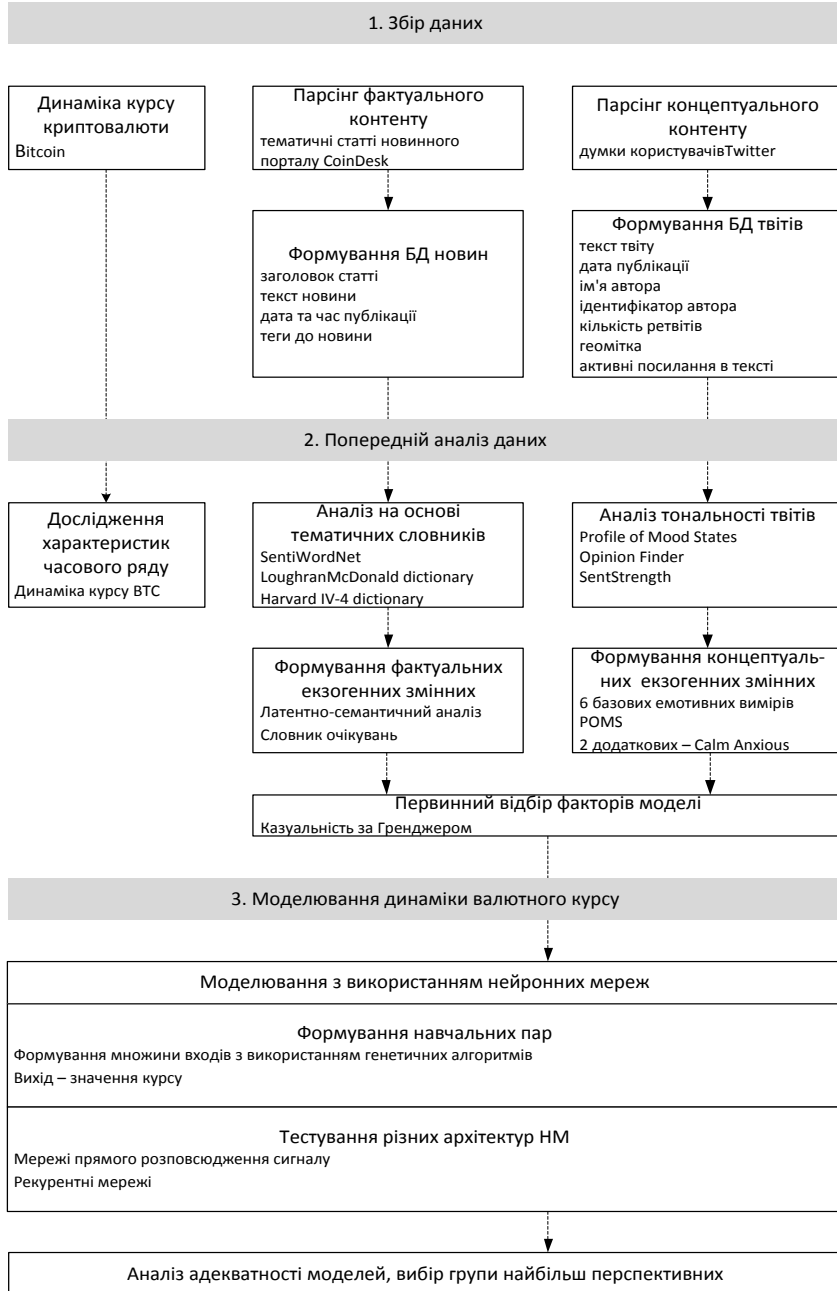 1. Збір даних
Динаміка курсу
криптовалюти
Bitcoin
Парсінг фактуального
контенту
тематичні статті новинного
порталу CoinDesk
Парсінг концептуального
контенту
думки користувачівTwitter
Формування БД новин
заголовок статті
текст новини
дата та час публікації
теги до новини
Формування БД твітів
текст твіту
дата публікації
ім'я автора
ідентифікатор автора
кількість ретвітів
геомітка
активні посилання в тексті
2. Попередній аналіз даних
Дослідження
характеристик
часового ряду
Динаміка курсу BTC
Аналіз на основі
тематичних словників
SentiWordNet
LoughranMcDonald dictionary
Harvard IV-4 dictionary
Аналіз тональності твітів
Profile of Mood States
Opinion Finder
SentStrength
Формування фактуальних
екзогенних змінних
Латентно-семантичний аналіз
Словник очікувань
Формування концептуаль-
них екзогенних змінних
6 базових емотивних вимірів
POMS
2 додаткових – Calm Anxious
Первинний відбір факторів моделі
Казуальність за Гренджером
3. Моделювання динаміки валютного курсу
Моделювання з використанням нейронних мереж
Формування навчальних пар
Формування множини входів з використанням генетичних алгоритмів
Вихід – значення курсу
Тестування різних архітектур НМ
Мережі прямого розповсюдження сигналу
Рекурентні мережі
Аналіз адекватності моделей, вибір групи найбільш перспективних